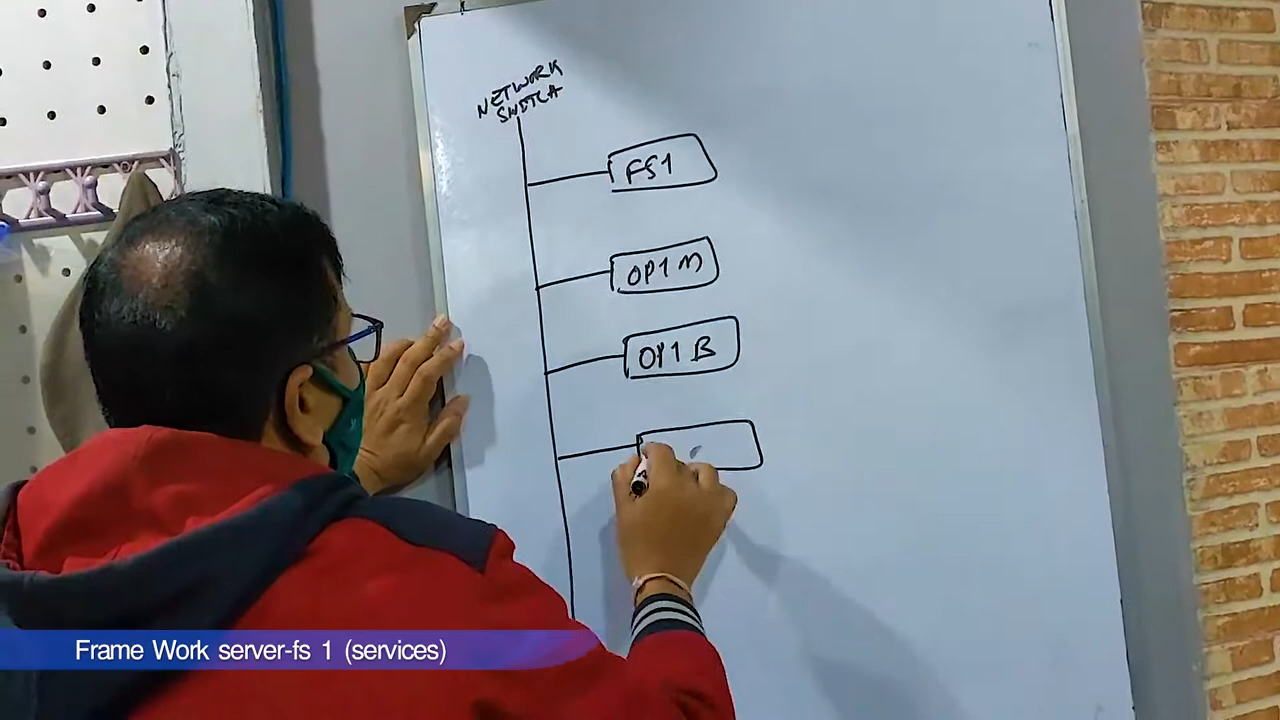 NETWORK
SWITCH
FS1
OP1 M
OP1 B
Frame Work server-fs 1 (services)